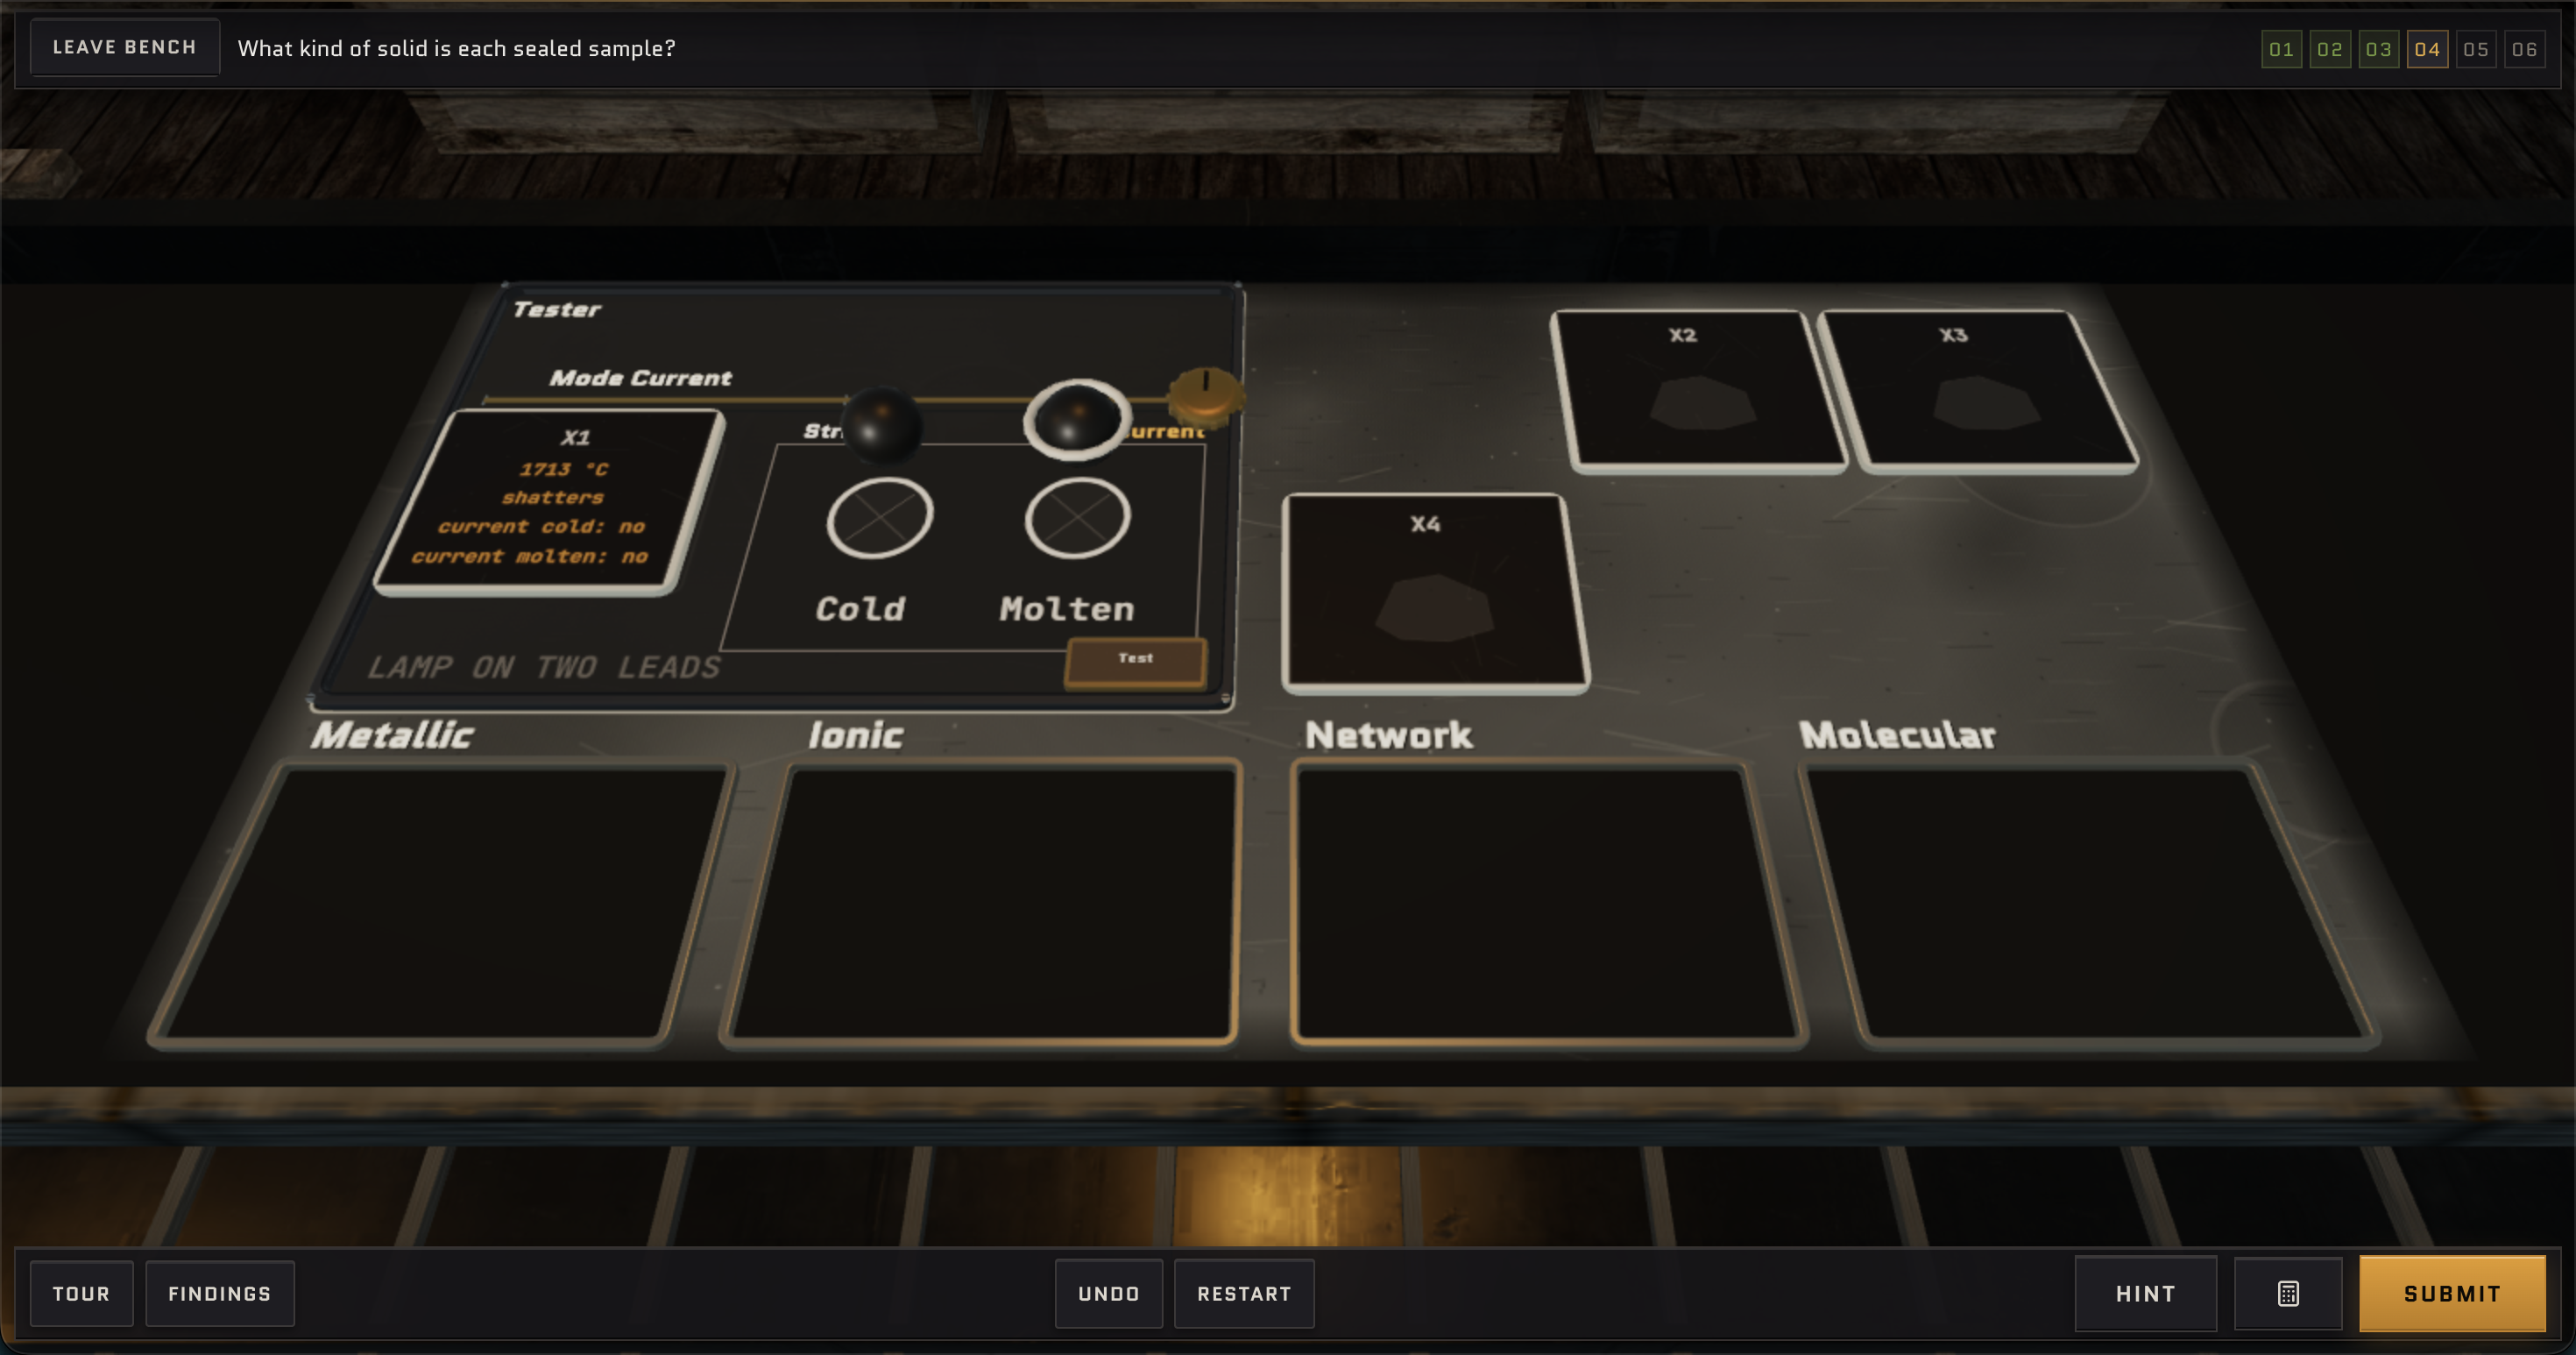 LEAVE BENCH
What kind of solid is each sealed sample?
01 02 03 04 05 06
Tester
Mode Current
X1
1713 °C
shatters
current cold: no
current molten: no
Cold
Molten
LAMP ON TWO LEADS
Test
X2
X3
X4
Metallic
Ionic
Network
Molecular
TOUR
FINDINGS
UNDO
RESTART
HINT
SUBMIT